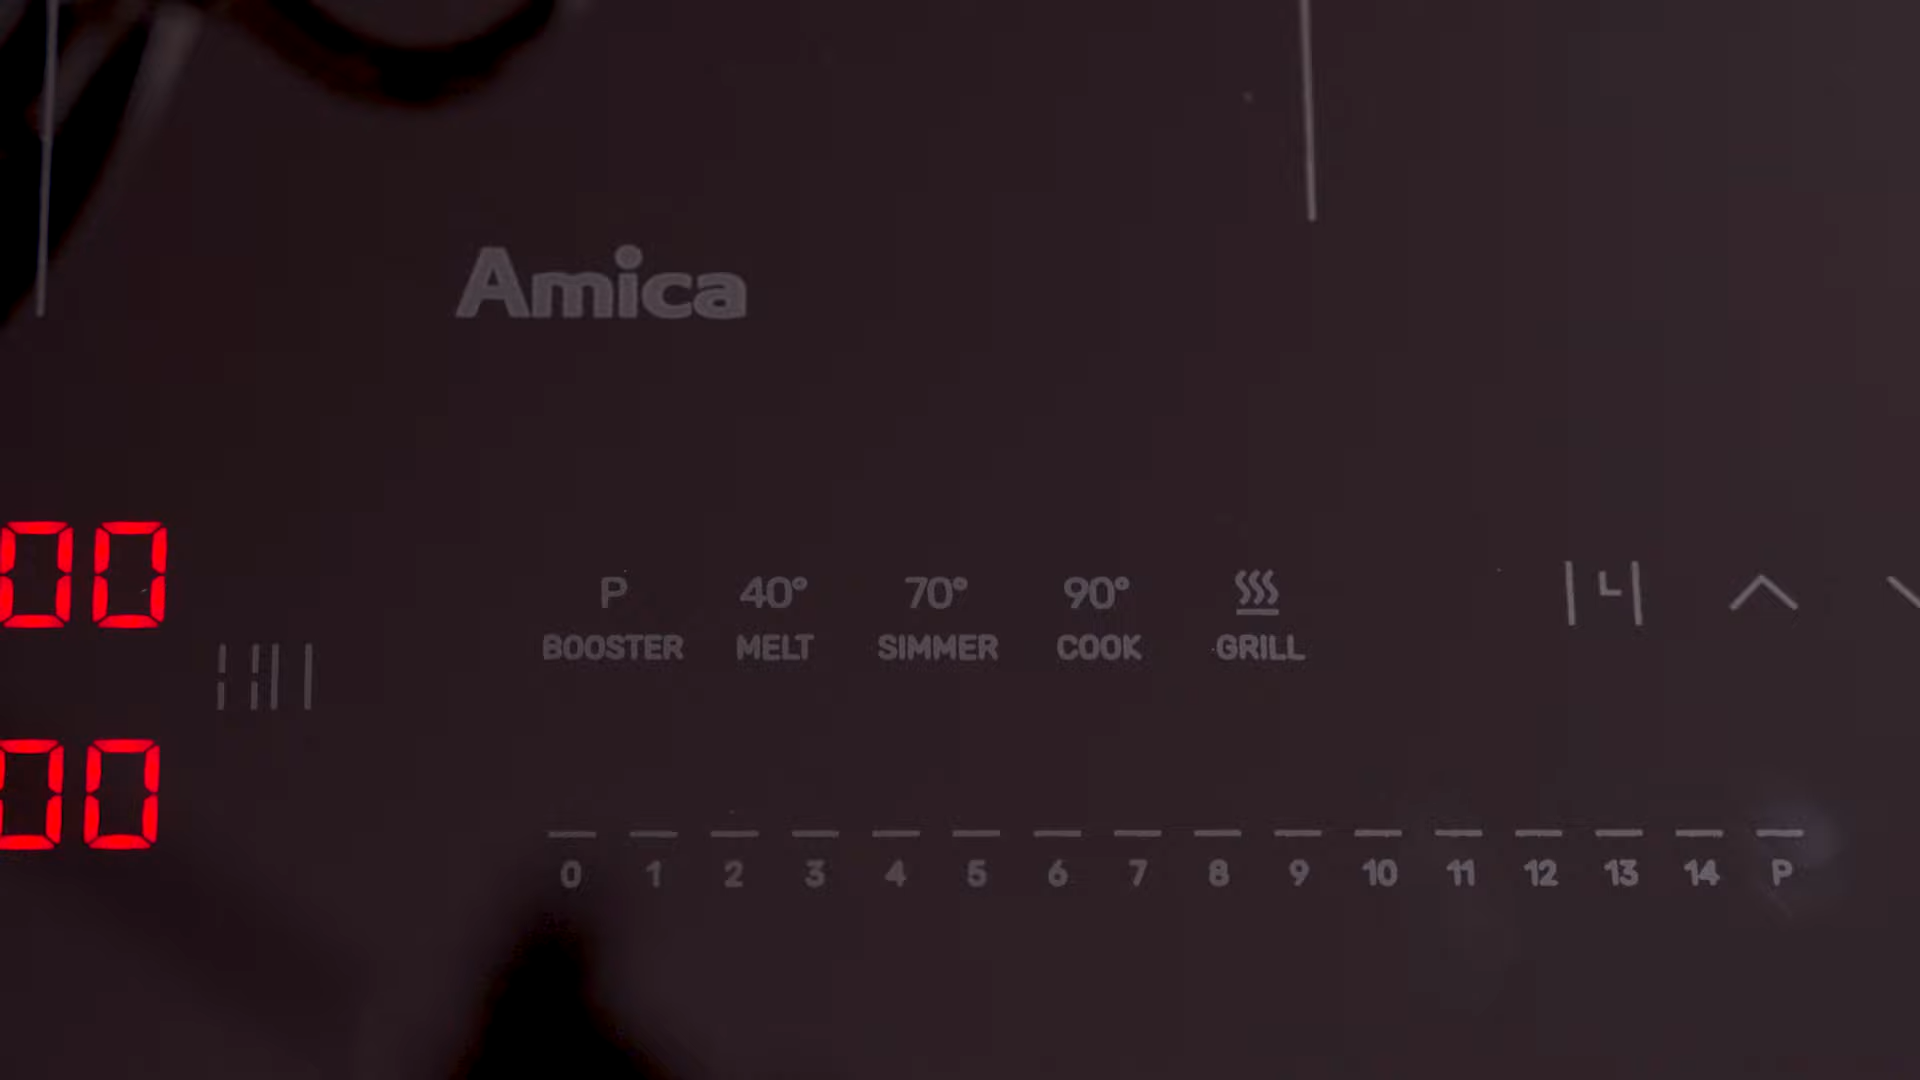 Amica
00
P 40° 70° 90°
BOOSTER MELT SIMMER COOK GRILL
00
0 1 2 3 4 5 6 7 8 9 10 11 12 13 14 P